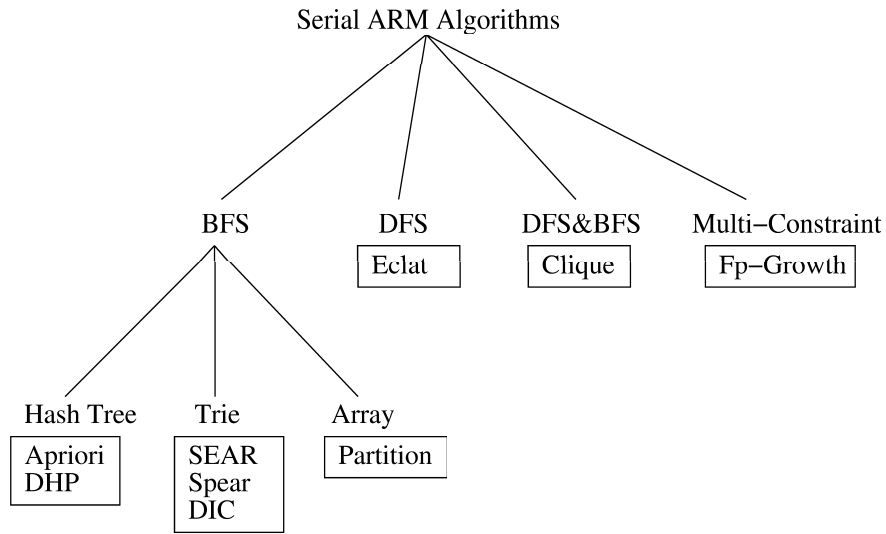 Serial ARM Algorithms
BFS
DFS
DFS&BFS
Multi−Constraint
Eclat
Clique
Fp−Growth
Hash Tree
Trie
Array
Apriori
DHP
SEAR
Spear
DIC
Partition